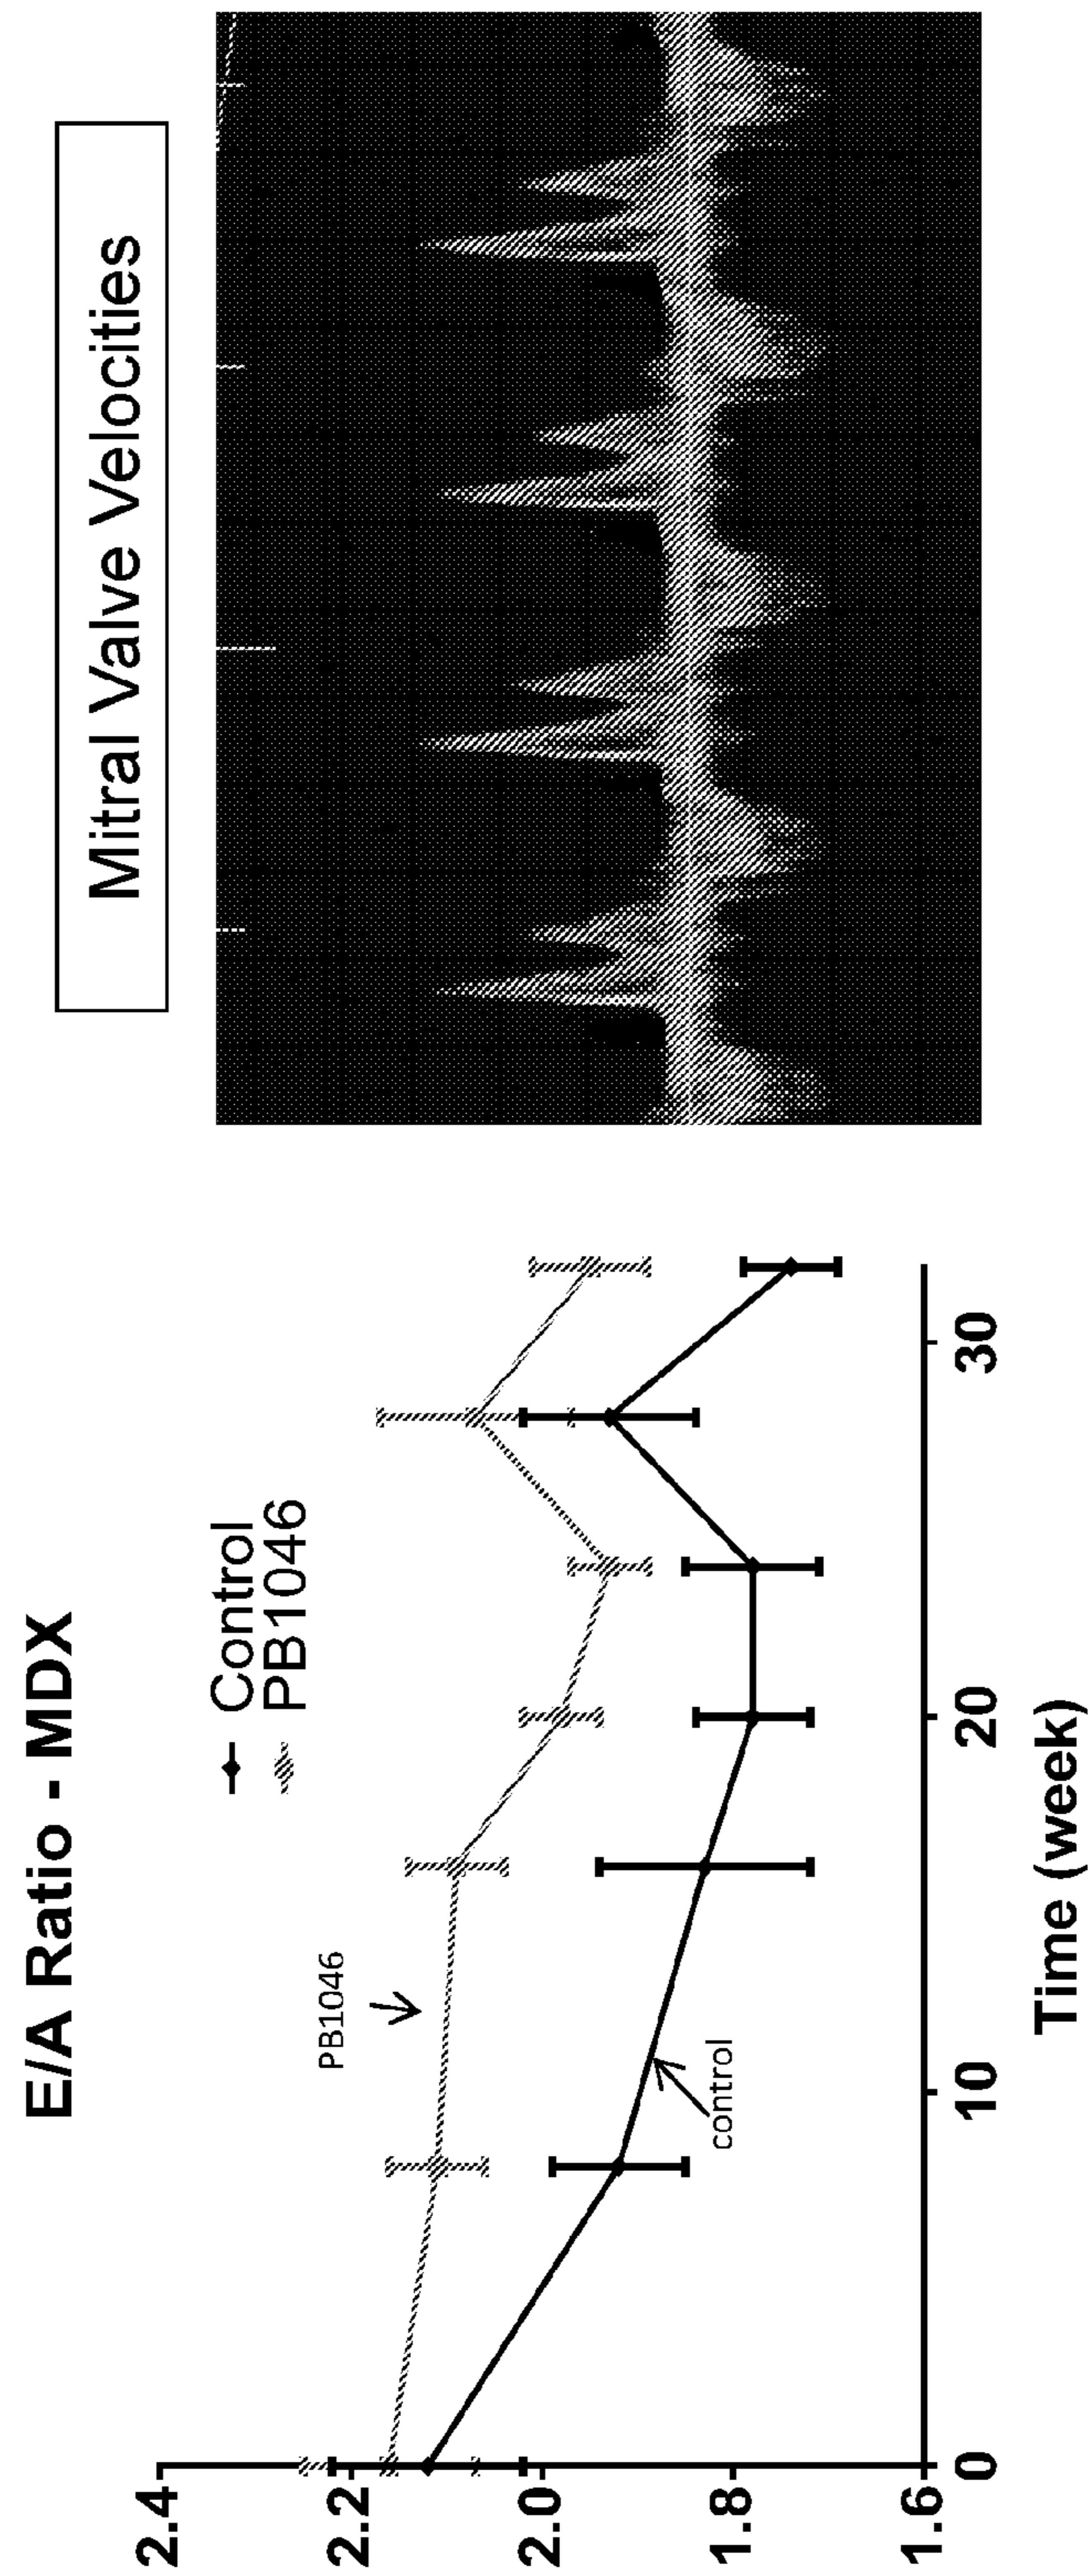 E/A Ratio - MDX
Control
PB1046
PB1046
control
2.4
2.2
2.0
1.8
1.6
0
10
20
30
Time (week)
Mitral Valve Velocities